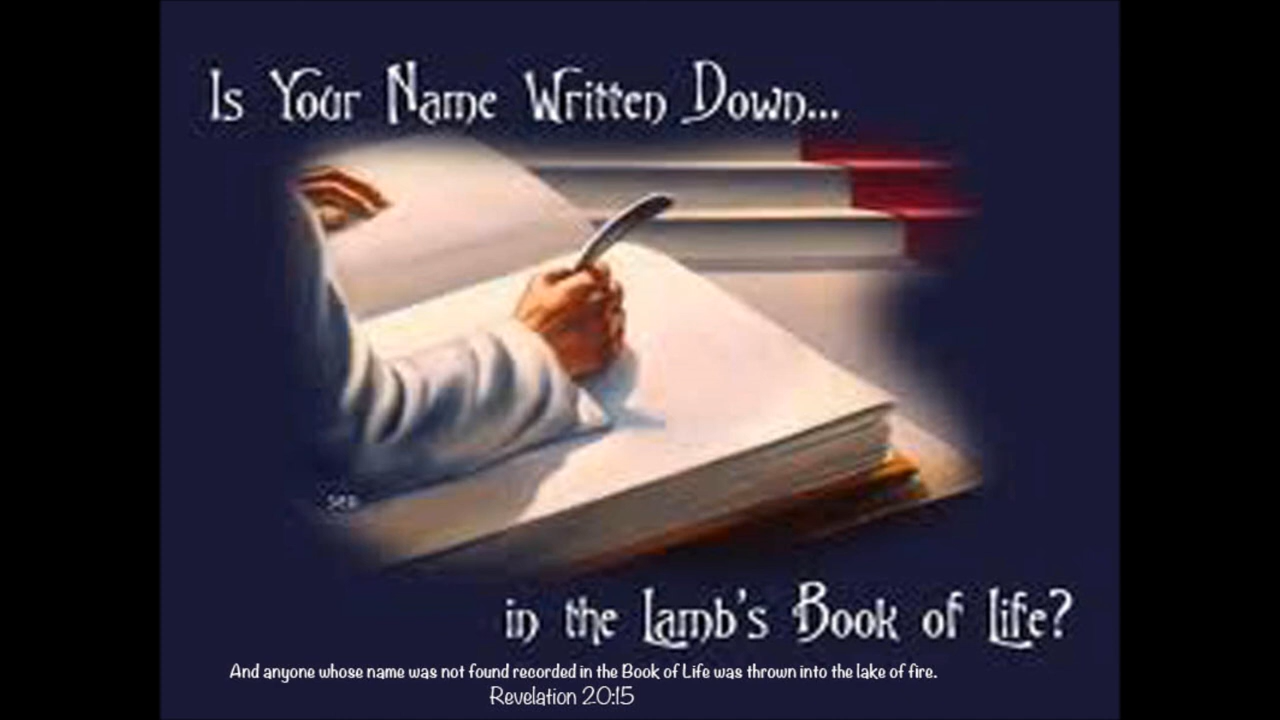 Is Your Name Written Down...
in the Lamb's Book of Life?
And anyone whose name was not found recorded in the Book of Life was thrown into the lake of fire.
Revelation 20:15